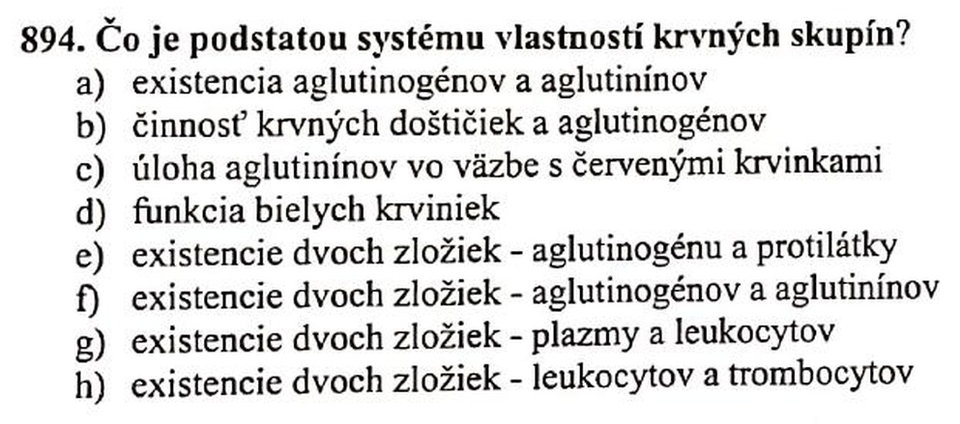 894. Čo je podstatou systému vlastností krvných skupín?
a) existencia aglutinogénov a aglutinínov
b) činnosť krvných doštičiek a aglutinogénov
c) úloha aglutinínov vo väzbe s červenými krvinkami
d) funkcia bielych krviniek
e) existencie dvoch zložiek - aglutinogénu a protilátky
f) existencie dvoch zložiek - aglutinogénov a aglutinínov
g) existencie dvoch zložiek - plazmy a leukocytov
h) existencie dvoch zložiek - leukocytov a trombocytov